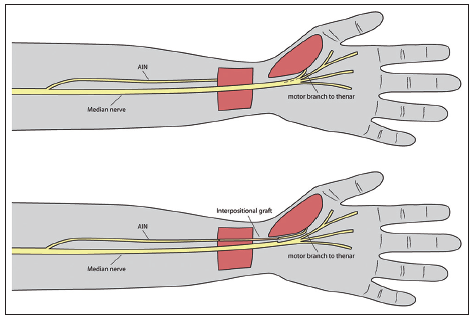 AIN
motor branch to thenar
Median nerve
Interpositional graft
AIN
motor branch to thenar
Median nerve